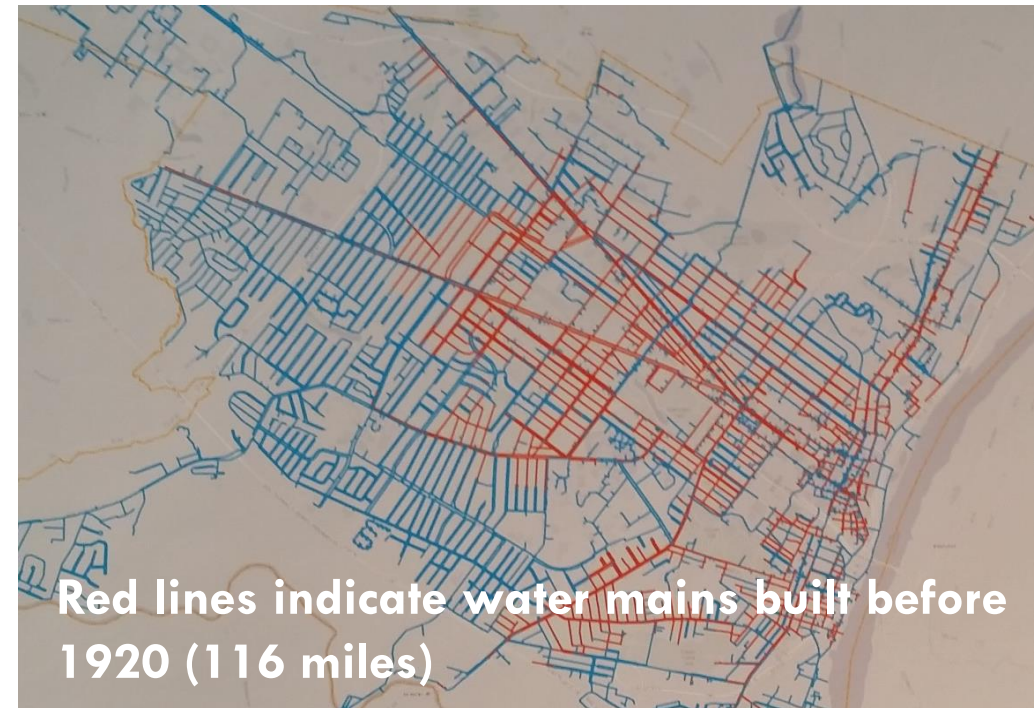 Red lines indicate water mains built before
1920 (116 miles)